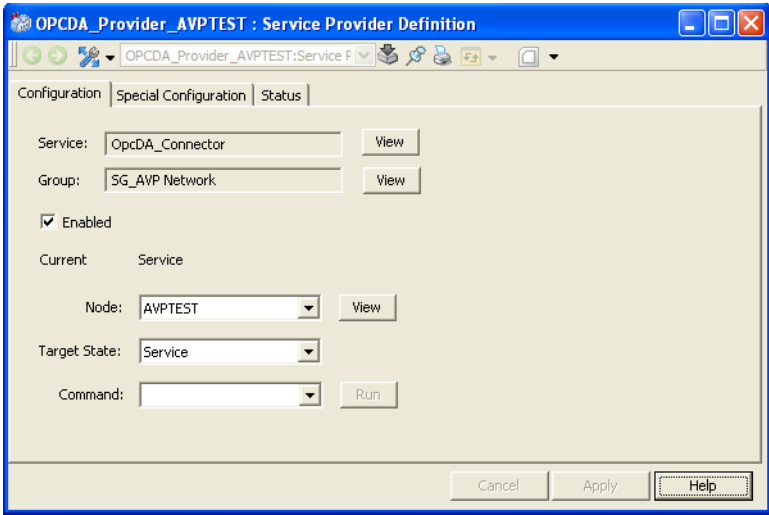 OPCDA_Provider_AVPTEST : Service Provider Definition
OPCDA_Provider_AVPTEST:Service F
Configuration Special Configuration Status
Service: OpcDA_Connector View
Group: SG_AVP Network View
Enabled
Current Service
Node: AVPTEST View
Target State: Service
Command: Run
Cancel Apply Help